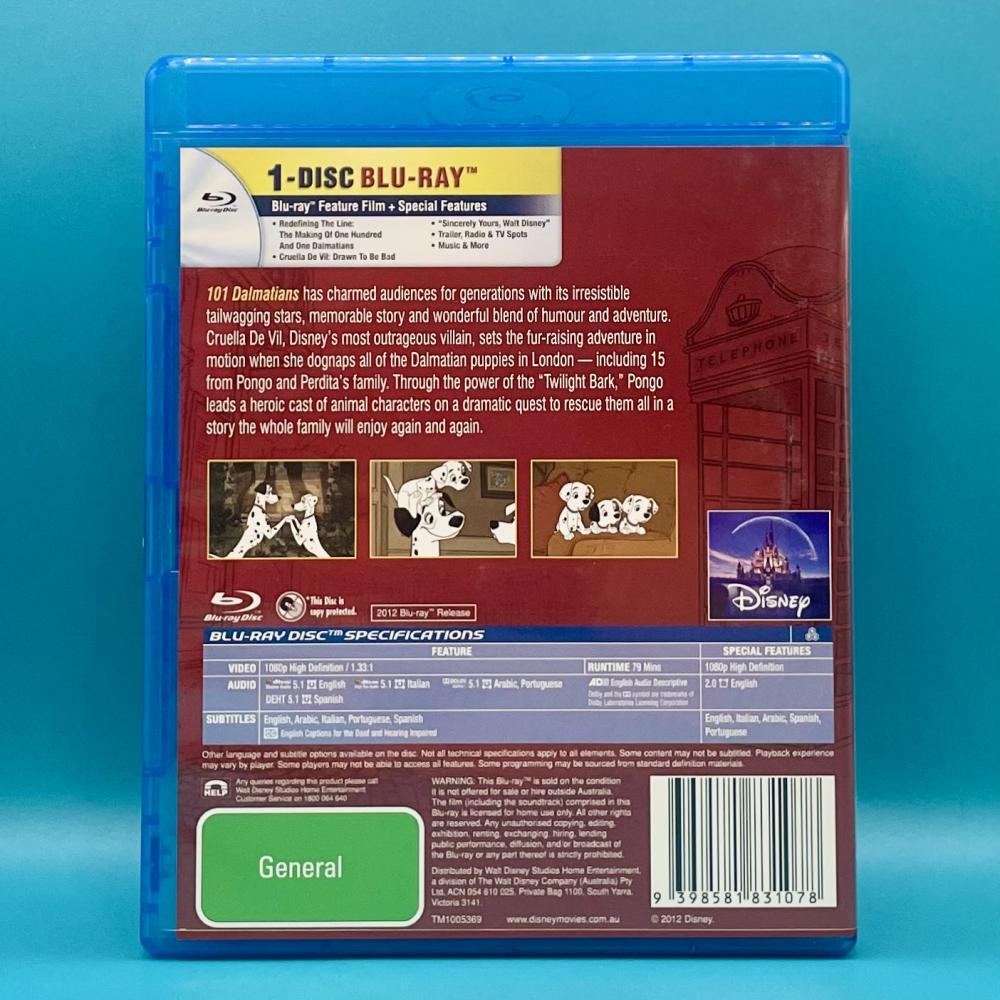 1-DISC BLU-RAY™
Blu-ray Disc
Blu-ray™ Feature Film + Special Features
• Redefining The Line:
The Making Of One Hundred
And One Dalmatians
• Cruella De Vil: Drawn To Be Bad
• "Sincerely Yours, Walt Disney"
• Trailer, Radio & TV Spots
• Music & More
101 Dalmatians has charmed audiences for generations with its irresistible
tailwagging stars, memorable story and wonderful blend of humour and adventure.
Cruella De Vil, Disney's most outrageous villain, sets the fur-raising adventure in
motion when she dognaps all of the Dalmatian puppies in London — including 15
from Pongo and Perdita's family. Through the power of the "Twilight Bark," Pongo
leads a heroic cast of animal characters on a dramatic quest to rescue them all in a
story the whole family will enjoy again and again.
TELEPHONE
Disney
Blu-ray Disc
"This Disc is
copy protected.
2012 Blu-ray™ Release
BLU-RAY DISC™ SPECIFICATIONS
FEATURE
SPECIAL FEATURES
VIDEO 1080p High Definition / 1.33:1
RUNTIME 79 Mins
1080p High Definition
AUDIO
5.1 English
5.1 Italian
5.1 Arabic, Portuguese
DEHT 5.1 Spanish
AD English Audio Descriptive
Dolby and the symbol are trademarks of
Dolby Laboratories Licensing Corporation
2.0 English
SUBTITLES English, Arabic, Italian, Portuguese, Spanish
CC English Captions for the Deaf and Hearing Impaired
English, Italian, Arabic, Spanish,
Portuguese
Other language and subtitle options available on the disc. Not all technical specifications apply to all elements. Some content may not be subtitled. Playback experience
may vary by player. Some players may not be able to access all features. Some programming may be sourced from standard definition materials.
HELP
Any queries regarding this product please call
Walt Disney Studios Home Entertainment
Customer Service on 1800 064 640
General
WARNING: This Blu-ray™ is sold on the condition
it is not offered for sale or hire outside Australia.
The film (including the soundtrack) comprised in this
Blu-ray is licensed for home use only. All other rights
are reserved. Any unauthorised copying, editing,
exhibition, renting, exchanging, hiring, lending
public performance, diffusion, and/or broadcast of
the Blu-ray or any part thereof is strictly prohibited.
Distributed by Walt Disney Studios Home Entertainment,
a division of The Walt Disney Company (Australia) Pty
Ltd, ACN 054 610 025. Private Bag 1100, South Yarra,
Victoria 3141.
TM1005369
www.disneymovies.com.au
© 2012 Disney.
9 398581 831078